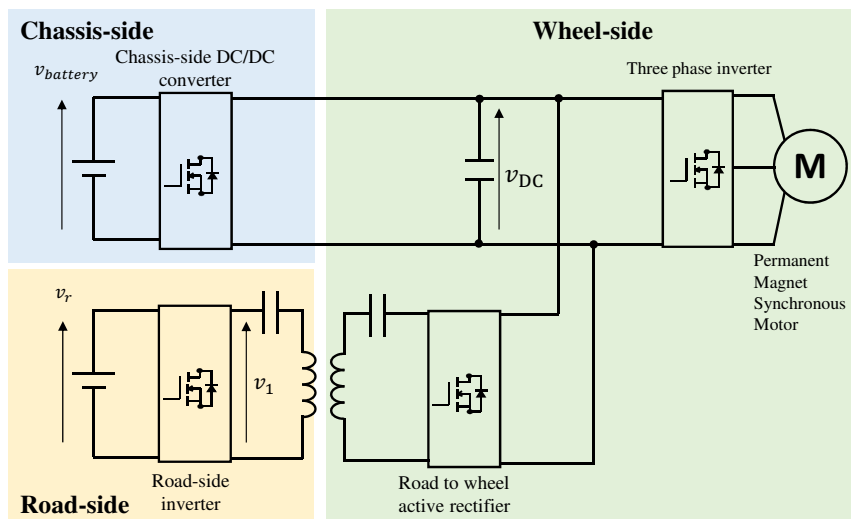 Chassis-side
Wheel-side
Chassis-side DC/DC
converter
v_battery
Three phase inverter
v_DC
M
Permanent
Magnet
Synchronous
Motor
v_r
v_1
Road-side
inverter
Road to wheel
active rectifier
Road-side